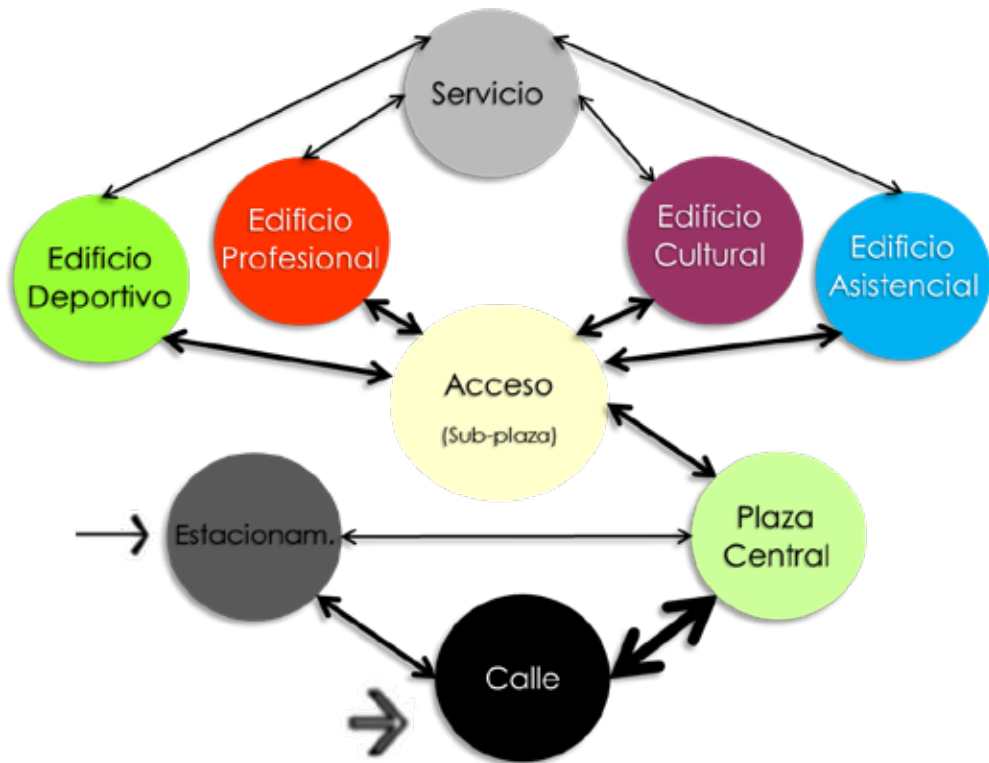 Servicio
Edificio
Profesional
Edificio
Cultural
Edificio
Deportivo
Edificio
Asistencial
Acceso
(Sub-plaza)
Estacionam.
Plaza
Central
Calle